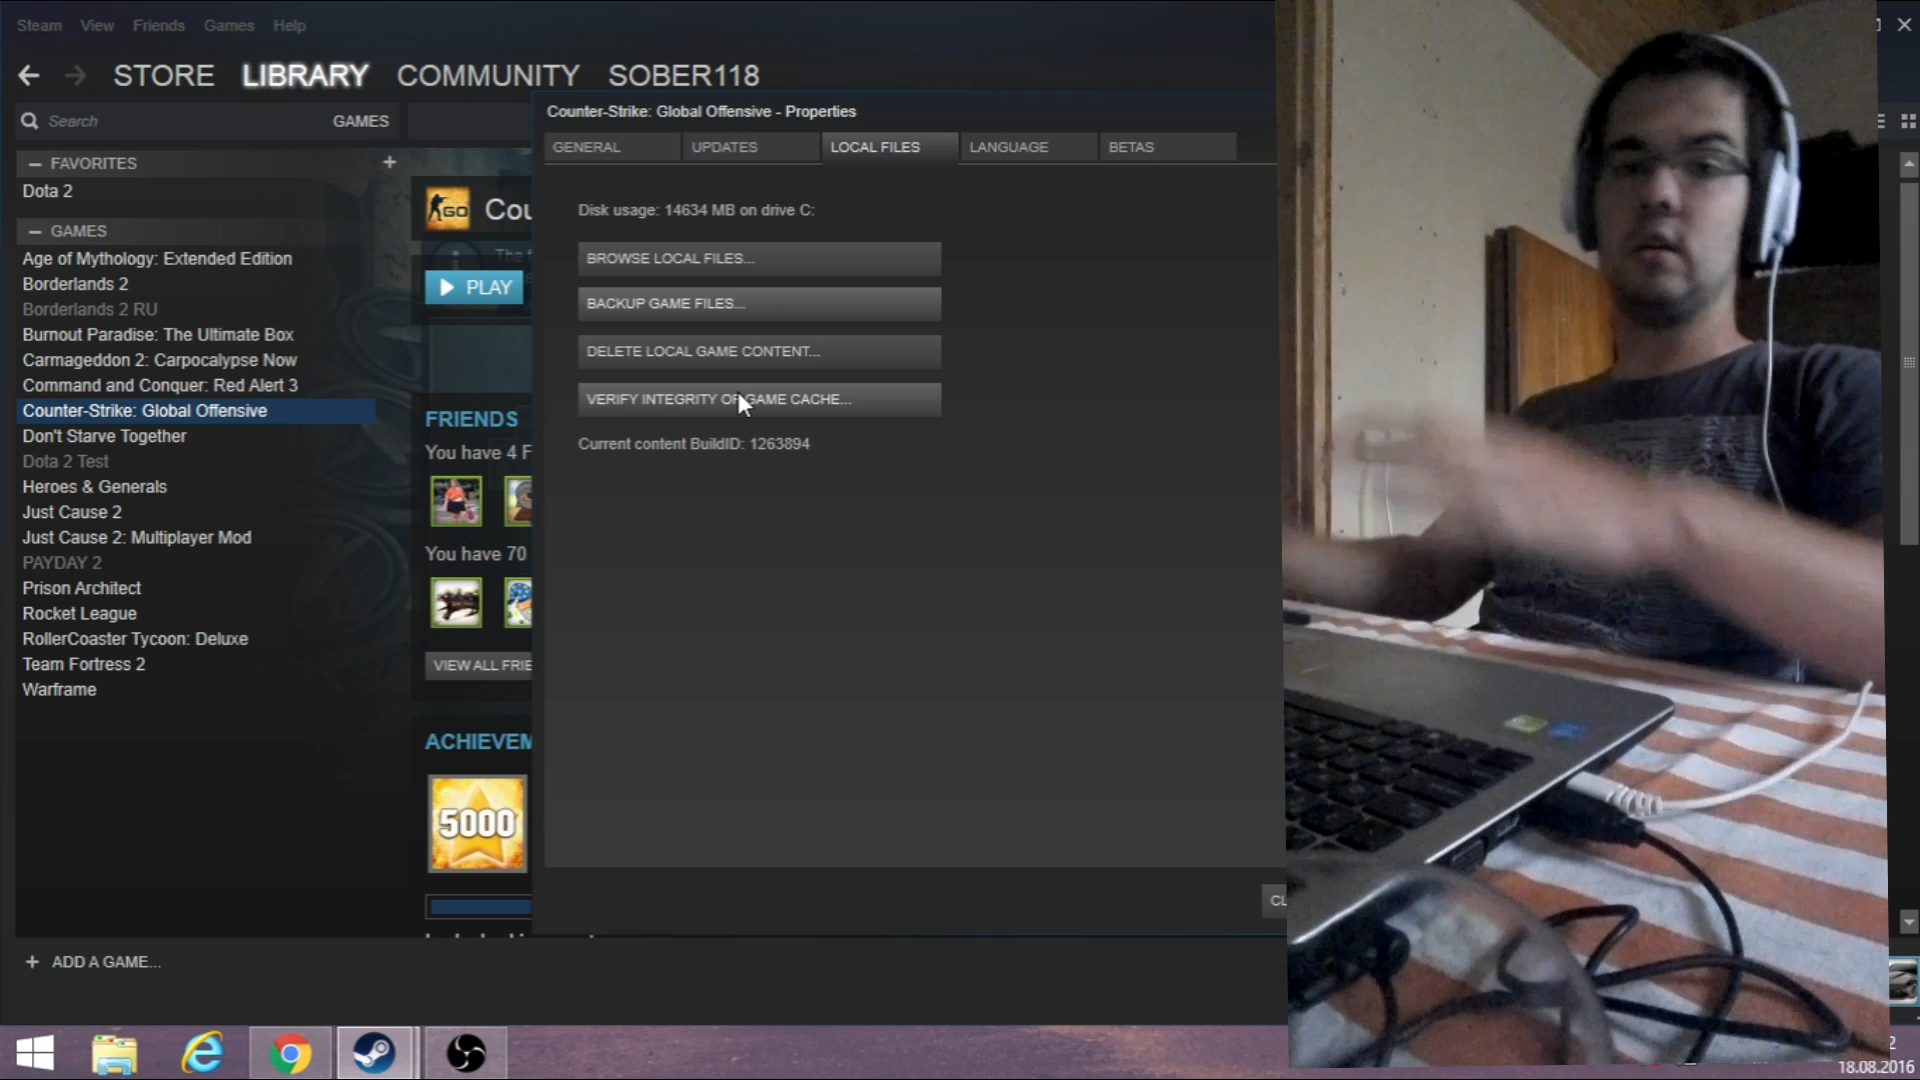 Steam View Friends Games Help
STORE LIBRARY COMMUNITY SOBER118
Search GAMES
Counter-Strike: Global Offensive - Properties
GENERAL UPDATES LOCAL FILES LANGUAGE BETAS
— FAVORITES +
Dota 2
— GAMES
Age of Mythology: Extended Edition
Borderlands 2
Borderlands 2 RU
Burnout Paradise: The Ultimate Box
Carmageddon 2: Carpocalypse Now
Command and Conquer: Red Alert 3
Counter-Strike: Global Offensive
Don't Starve Together
Dota 2 Test
Heroes & Generals
Just Cause 2
Just Cause 2: Multiplayer Mod
PAYDAY 2
Prison Architect
Rocket League
RollerCoaster Tycoon: Deluxe
Team Fortress 2
Warframe
+ ADD A GAME...
GO Cou
The f
PLAY
FRIENDS
You have 4 F
You have 70
VIEW ALL FRIE
ACHIEVEM
5000
Disk usage: 14634 MB on drive C:
BROWSE LOCAL FILES...
BACKUP GAME FILES...
DELETE LOCAL GAME CONTENT...
VERIFY INTEGRITY OF GAME CACHE...
Current content BuildID: 1263894
CL
2
18.08.2016